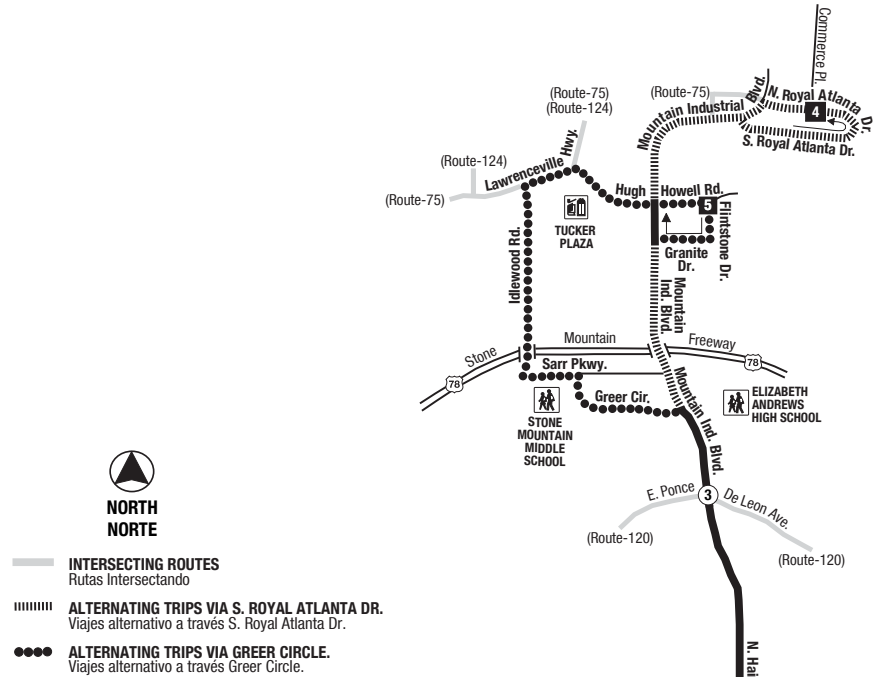 Commerce Pl.
(Route-75)
(Route-124)
(Route-75)
Mountain Industrial Blvd.
N. Royal Atlanta Dr.
4
S. Royal Atlanta Dr.
(Route-124)
(Route-75)
Lawrenceville Hwy.
Hugh Howell Rd.
5
Flintstone Dr.
TUCKER
PLAZA
Granite
Dr.
Idlewood Rd.
Mountain
Ind. Blvd.
Stone Mountain Freeway
78
78
Sarr Pkwy.
Greer Cir.
Mountain Ind. Blvd.
STONE
MOUNTAIN
MIDDLE
SCHOOL
ELIZABETH
ANDREWS
HIGH SCHOOL
E. Ponce De Leon Ave.
3
(Route-120)
(Route-120)
N. Hai
NORTH
NORTE
INTERSECTING ROUTES
Rutas Intersectando
ALTERNATING TRIPS VIA S. ROYAL ATLANTA DR.
Viajes alternativo a través S. Royal Atlanta Dr.
ALTERNATING TRIPS VIA GREER CIRCLE.
Viajes alternativo a través Greer Circle.